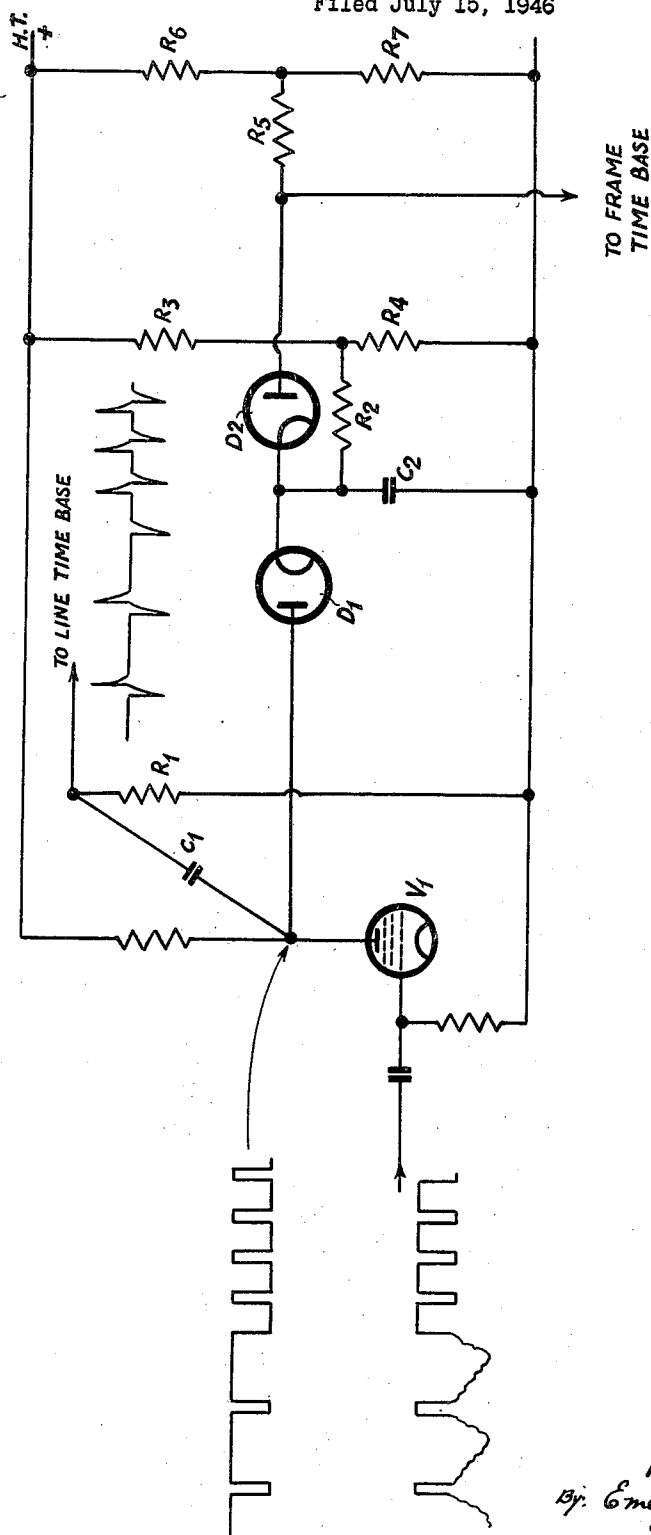 Filed July 15, 1946
H.T.
+
R6
R7
R5
TO FRAME
TIME BASE
R3
R4
D2
R2
C2
TO LINE TIME BASE
D1
R1
C1
V1
By: